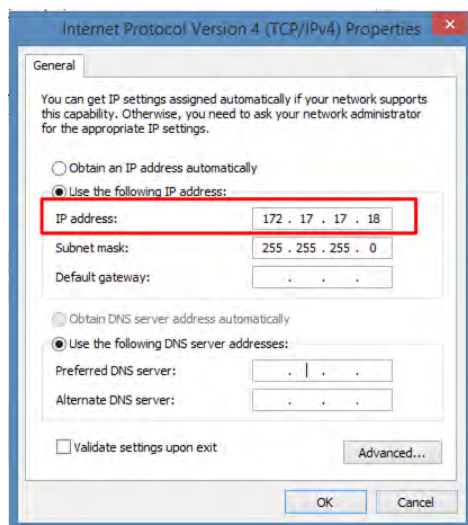 Internet Protocol Version 4 (TCP/IPv4) Properties
General
You can get IP settings assigned automatically if your network supports
this capability. Otherwise, you need to ask your network administrator
for the appropriate IP settings.
Obtain an IP address automatically
Use the following IP address:
IP address: 172 . 17 . 17 . 18
Subnet mask: 255 . 255 . 255 . 0
Default gateway: . . .
Obtain DNS server address automatically
Use the following DNS server addresses:
Preferred DNS server: . . .
Alternate DNS server: . . .
Validate settings upon exit
Advanced...
OK Cancel